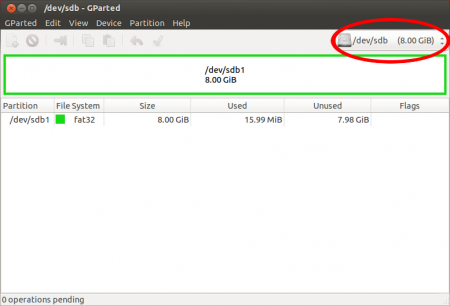 /dev/sdb - GParted
GParted Edit View Device Partition Help
/dev/sdb (8.00 GiB)
/dev/sdb1
8.00 GiB
Partition File System Size Used Unused Flags
/dev/sdb1 fat32 8.00 GiB 15.99 MiB 7.98 GiB
0 operations pending